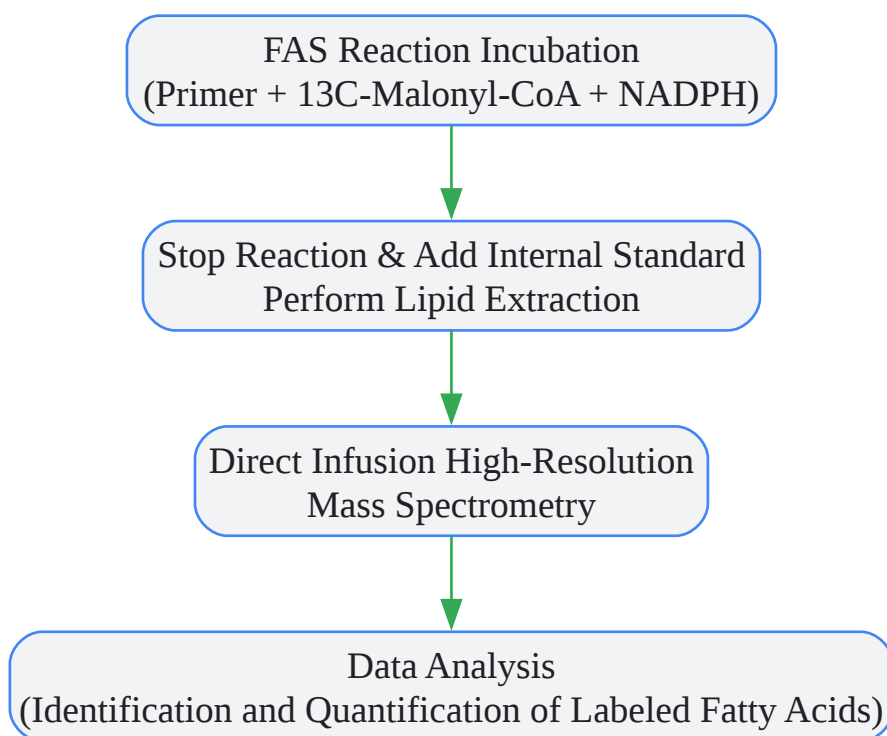 FAS Reaction Incubation
(Primer + 13C-Malonyl-CoA + NADPH)
Stop Reaction & Add Internal Standard
Perform Lipid Extraction
Direct Infusion High-Resolution
Mass Spectrometry
Data Analysis
(Identification and Quantification of Labeled Fatty Acids)